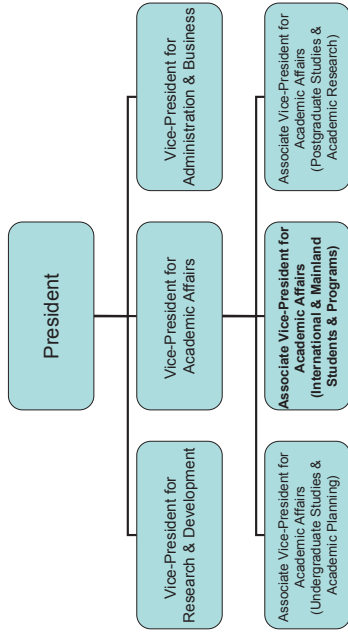 President
Vice-President for
Research & Development
Vice-President for
Academic Affairs
Vice-President for
Administration & Business
Associate Vice-President for
Academic Affairs
(Undergraduate Studies &
Academic Planning)
Associate Vice-President for
Academic Affairs
(International & Mainland
Students & Programs)
Associate Vice-President for
Academic Affairs
(Postgraduate Studies &
Academic Research)